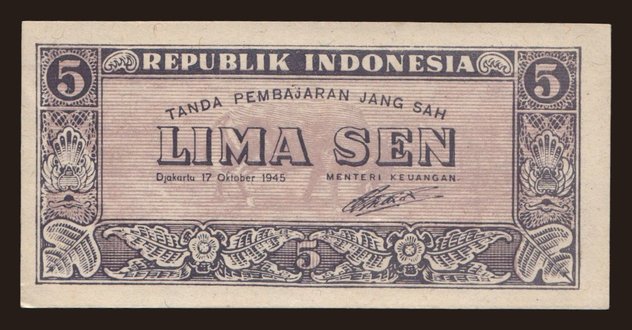 5 REPUBLIK INDONESIA 5
TANDA PEMBAJARAN JANG SAH
LIMA SEN
Djakarta 17 Oktober 1945 MENTERI KEUANGAN.
5